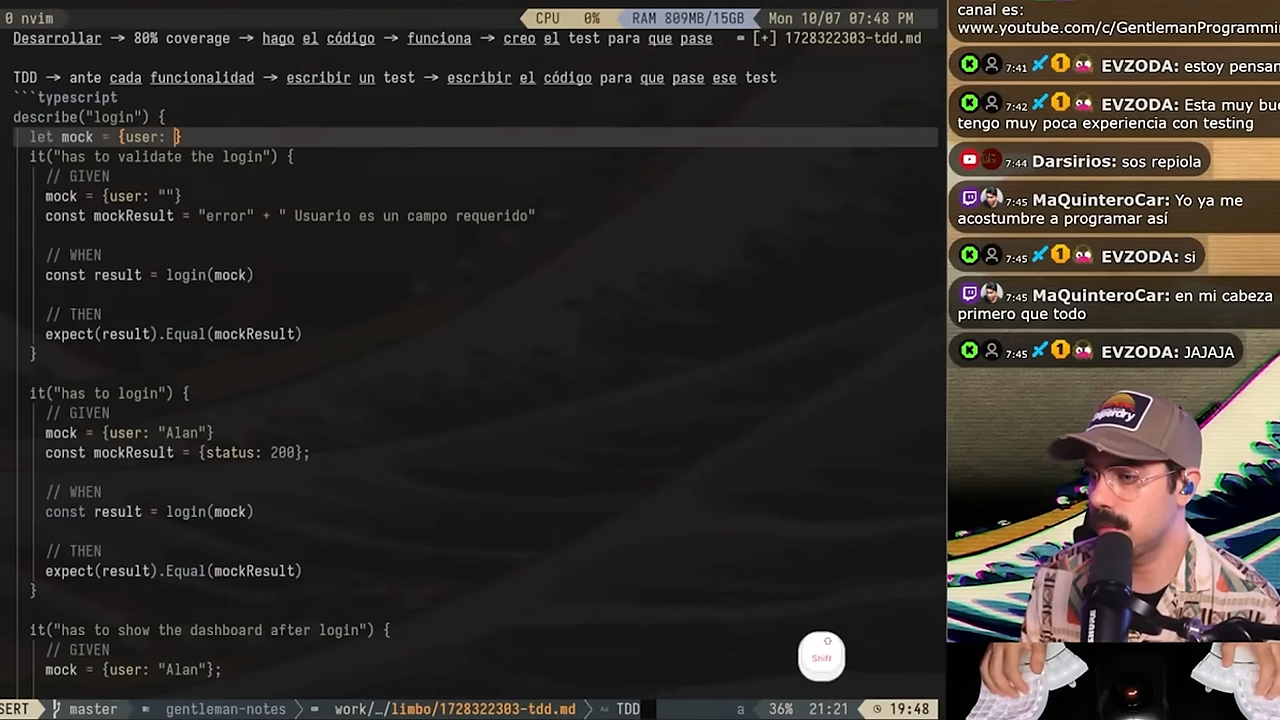 0 nvim
CPU 0% RAM 809MB/15GB Mon 10/07 07:48 PM
Desarrollar → 80% coverage → hago el código → funciona → creo el test para que pase
[+] 1728322303-tdd.md
TDD → ante cada funcionalidad → escribir un test → escribir el código para que pase ese test
```typescript
describe("login") {
let mock = {user: }
it("has to validate the login") {
// GIVEN
mock = {user: ""}
const mockResult = "error" + " Usuario es un campo requerido"
// WHEN
const result = login(mock)
// THEN
expect(result).Equal(mockResult)
}
it("has to login") {
// GIVEN
mock = {user: "Alan"}
const mockResult = {status: 200};
// WHEN
const result = login(mock)
// THEN
expect(result).Equal(mockResult)
}
it("has to show the dashboard after login") {
// GIVEN
mock = {user: "Alan"};
SERT master gentleman-notes work/…/limbo/1728322303-tdd.md TDD a 36% 21:21 19:48
Shift
canal es:
www.youtube.com/c/GentlemanProgrammi
7:41 1 EVZODA: estoy pensan
7:42 1 EVZODA: Esta muy bue
tengo muy poca experiencia con testing
7:44 Darsirios: sos repiola
7:45 MaQuinteroCar: Yo ya me
acostumbre a programar así
7:45 1 EVZODA: si
7:45 MaQuinteroCar: en mi cabeza
primero que todo
7:45 1 EVZODA: JAJAJA
Superdry
SHURE